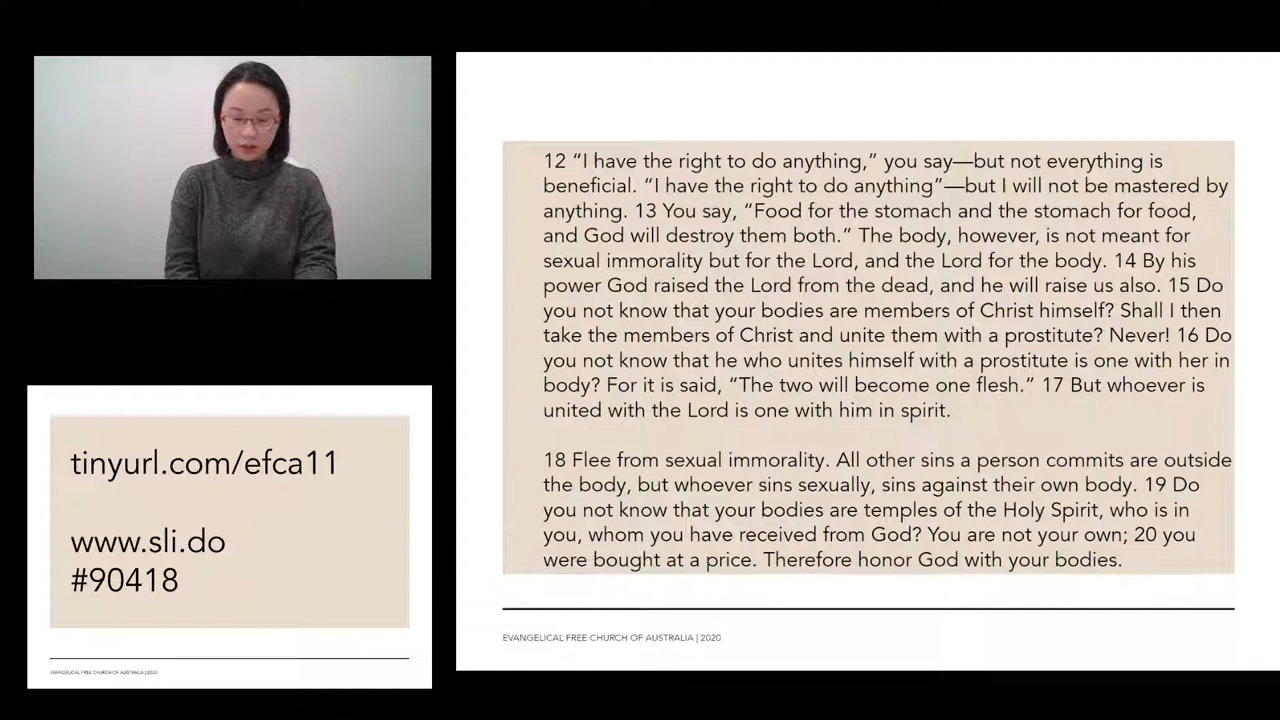 12 “I have the right to do anything,” you say—but not everything is
beneficial. “I have the right to do anything”—but I will not be mastered by
anything. 13 You say, “Food for the stomach and the stomach for food,
and God will destroy them both.” The body, however, is not meant for
sexual immorality but for the Lord, and the Lord for the body. 14 By his
power God raised the Lord from the dead, and he will raise us also. 15 Do
you not know that your bodies are members of Christ himself? Shall I then
take the members of Christ and unite them with a prostitute? Never! 16 Do
you not know that he who unites himself with a prostitute is one with her in
body? For it is said, “The two will become one flesh.” 17 But whoever is
united with the Lord is one with him in spirit.
18 Flee from sexual immorality. All other sins a person commits are outside
the body, but whoever sins sexually, sins against their own body. 19 Do
you not know that your bodies are temples of the Holy Spirit, who is in
you, whom you have received from God? You are not your own; 20 you
were bought at a price. Therefore honor God with your bodies.
EVANGELICAL FREE CHURCH OF AUSTRALIA | 2020
tinyurl.com/efca11
www.sli.do
#90418
EVANGELICAL FREE CHURCH OF AUSTRALIA | 2020